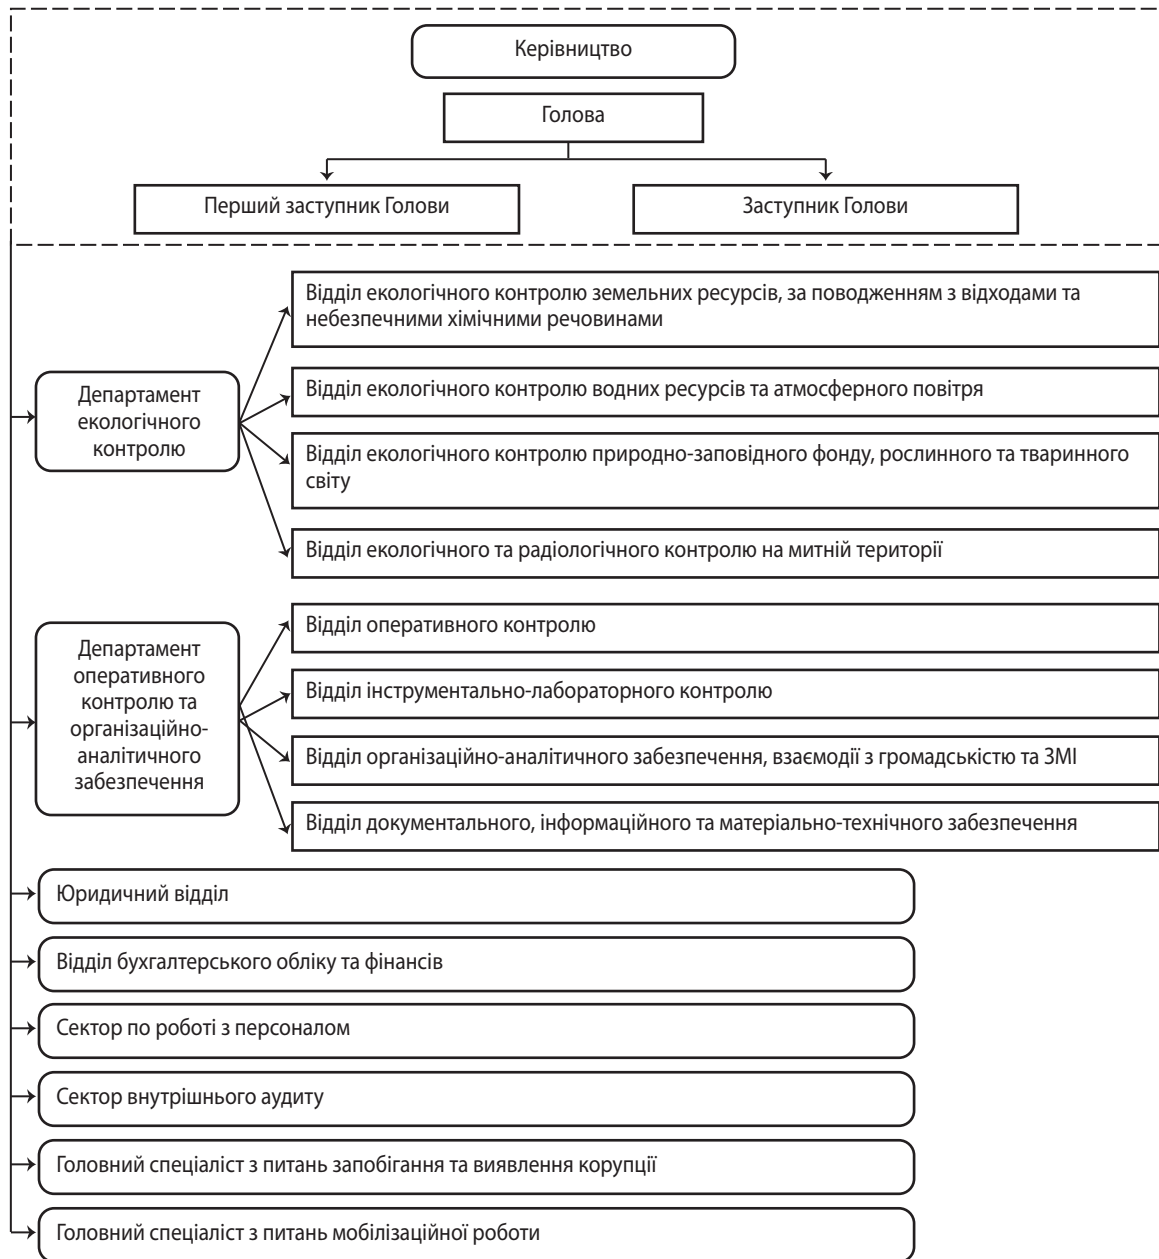 Керівництво
Голова
Перший заступник Голови
Заступник Голови
Відділ екологічного контролю земельних ресурсів, за поводженням з відходами та
небезпечними хімічними речовинами
Департамент
екологічного
контролю
Відділ екологічного контролю водних ресурсів та атмосферного повітря
Відділ екологічного контролю природно-заповідного фонду, рослинного та тваринного
світу
Відділ екологічного та радіологічного контролю на митній території
Департамент
оперативного
контролю та
організаційно-
аналітичного
забезпечення
Відділ оперативного контролю
Відділ інструментально-лабораторного контролю
Відділ організаційно-аналітичного забезпечення, взаємодії з громадськістю та ЗМІ
Відділ документального, інформаційного та матеріально-технічного забезпечення
Юридичний відділ
Відділ бухгалтерського обліку та фінансів
Сектор по роботі з персоналом
Сектор внутрішнього аудиту
Головний спеціаліст з питань запобігання та виявлення корупції
Головний спеціаліст з питань мобілізаційної роботи